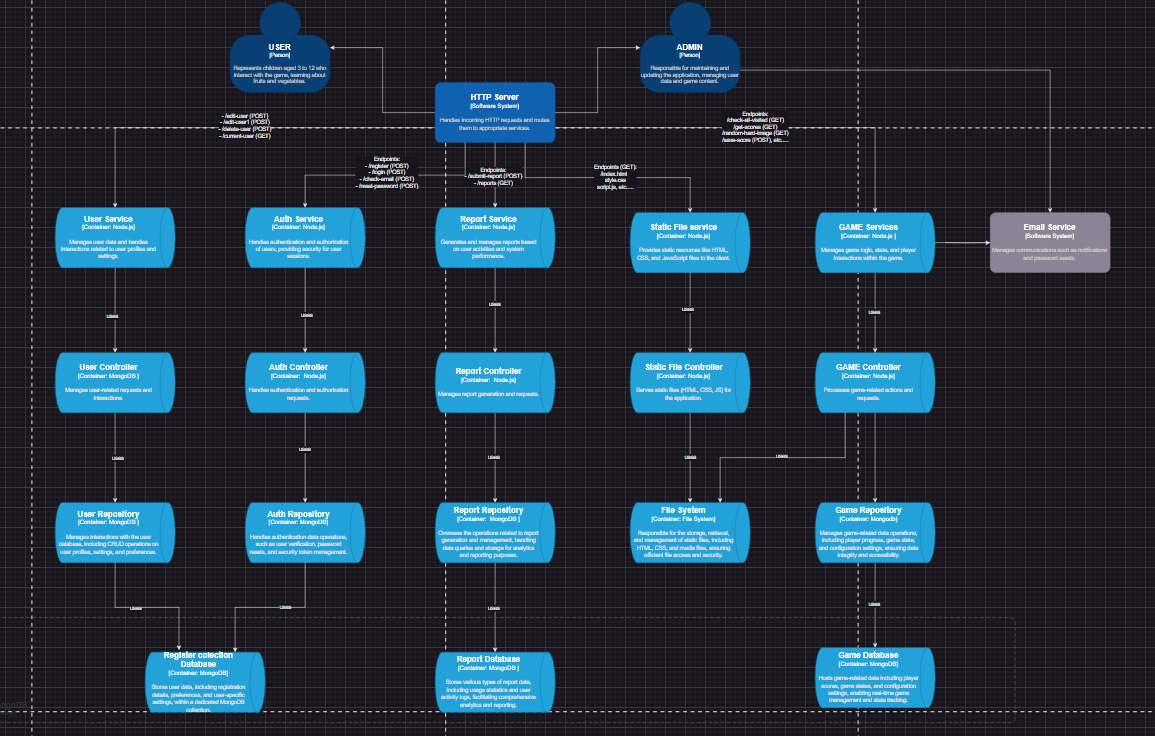 USER
[Person]
Represents children aged 3 to 12 who
interact with the game, learning about
fruits and vegetables.
ADMIN
[Person]
Responsible for maintaining and
updating the application, managing user
data and game content.
HTTP Server
[Software System]
Handles incoming HTTP requests and routes
them to appropriate services.
- /edit-user (POST)
- /edit-user1 (POST)
- /delete-user (POST)
- /current-user (GET)
Endpoints:
/check-all-visited (GET)
/get-scores (GET)
/random-hard-image (GET)
/save-score (POST), etc....
Endpoints:
- /register (POST)
- /login (POST)
- /check-email (POST)
- /reset-password (POST)
Endpoints:
- /submit-report (POST)
- /reports (GET)
Endpoints (GET):
/index.html
style.css
script.js, etc....
User Service
[Container: Node.js]
Manages user data and handles
interactions related to user profiles and
settings.
Auth Service
[Container: Node.js]
Handles authentication and authorization
of users, providing security for user
sessions.
Report Service
[Container: Node.js]
Generates and manages reports based
on user activities and system
performance.
Static File service
[Container: Node.js]
Provides static resources like HTML,
CSS, and JavaScript files to the client.
GAME Services
[Container: Node.js ]
Manages game logic, state, and player
interactions within the game.
Email Service
[Software System ]
Manages communications such as notifications
and password resets.
uses
uses
uses
uses
uses
User Controller
[Container: MongoDB ]
Manages user-related requests and
interactions.
Auth Controller
[Container: Node.js]
Handles authentication and authorization
requests.
Report Controller
[Container: Node.js]
Manages report generation and requests.
Static File Controller
[Container: Node.js]
Serves static files (HTML, CSS, JS) for
the application.
GAME Controller
[Container: Node.js]
Processes game-related actions and
requests.
uses
uses
uses
uses
uses
User Repository
[Container: MongoDB ]
Manages interactions with the user
database, including CRUD operations on
user profiles, settings, and preferences.
Auth Repository
[Container: MongoDB]
Handles authentication data operations,
such as user verification, password
resets, and security token management.
Report Repository
[Container: MongoDB ]
Oversees the operations related to report
generation and management, handling
data queries and storage for analytics
and reporting purposes.
File System
[Container: File System]
Responsible for the storage, retrieval,
and management of static files, including
HTML, CSS, and media files, ensuring
efficient file access and security.
Game Repository
[Container: Mongodb]
Manages game-related data operations,
including player progress, game state,
and configuration settings, ensuring data
integrity and accessibility.
uses
uses
uses
uses
Register colection
Database
[Container: MongoDB]
Stores user data, including registration
details, preferences, and user-specific
settings, within a dedicated MongoDB
collection.
Report Database
[Container: MongoDB ]
Stores various types of report data,
including usage statistics and user
activity logs, facilitating comprehensive
analytics and reporting.
Game Database
[Container: MongoDB]
Hosts game-related data including player
scores, game states, and configuration
settings, enabling real-time game
management and state tracking.